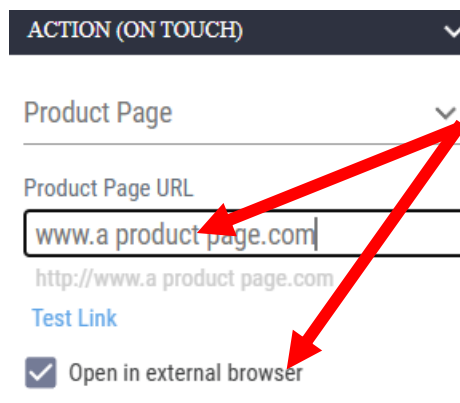 ACTION (ON TOUCH)
Product Page
Product Page URL
www.a product page.com
http://www.a product page.com
Test Link
Open in external browser